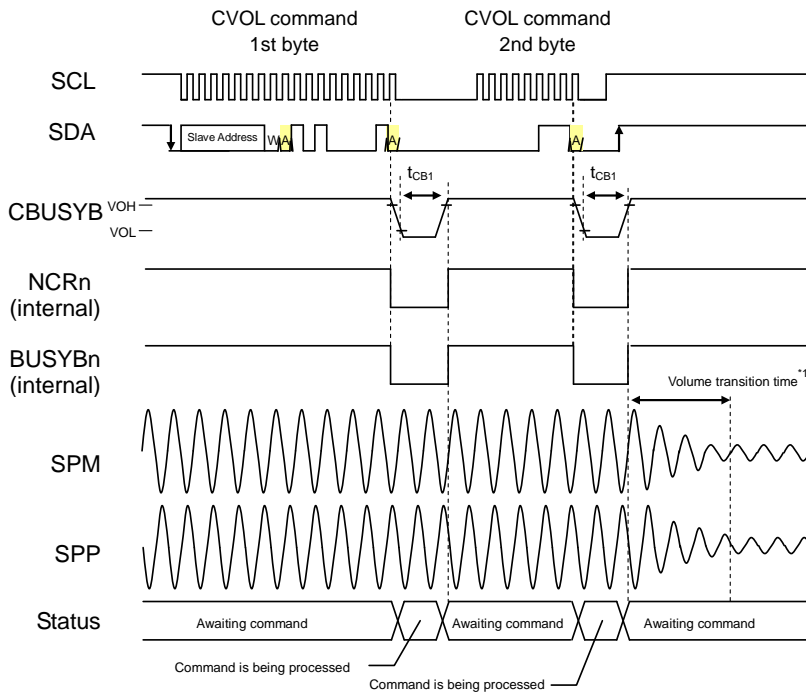 CVOL command
1st byte
CVOL command
2nd byte
SCL
SDA
Slave Address
W
A
A
A
tCB1
tCB1
CBUSYB
VOH
VOL
NCRn
(internal)
BUSYBn
(internal)
Volume transition time*1
SPM
SPP
Status
Awaiting command
Awaiting command
Awaiting command
Command is being processed
Command is being processed